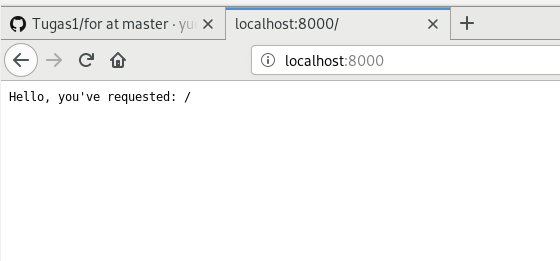 Tugas1/for at master · yu
localhost:8000/
localhost:8000
Hello, you've requested: /